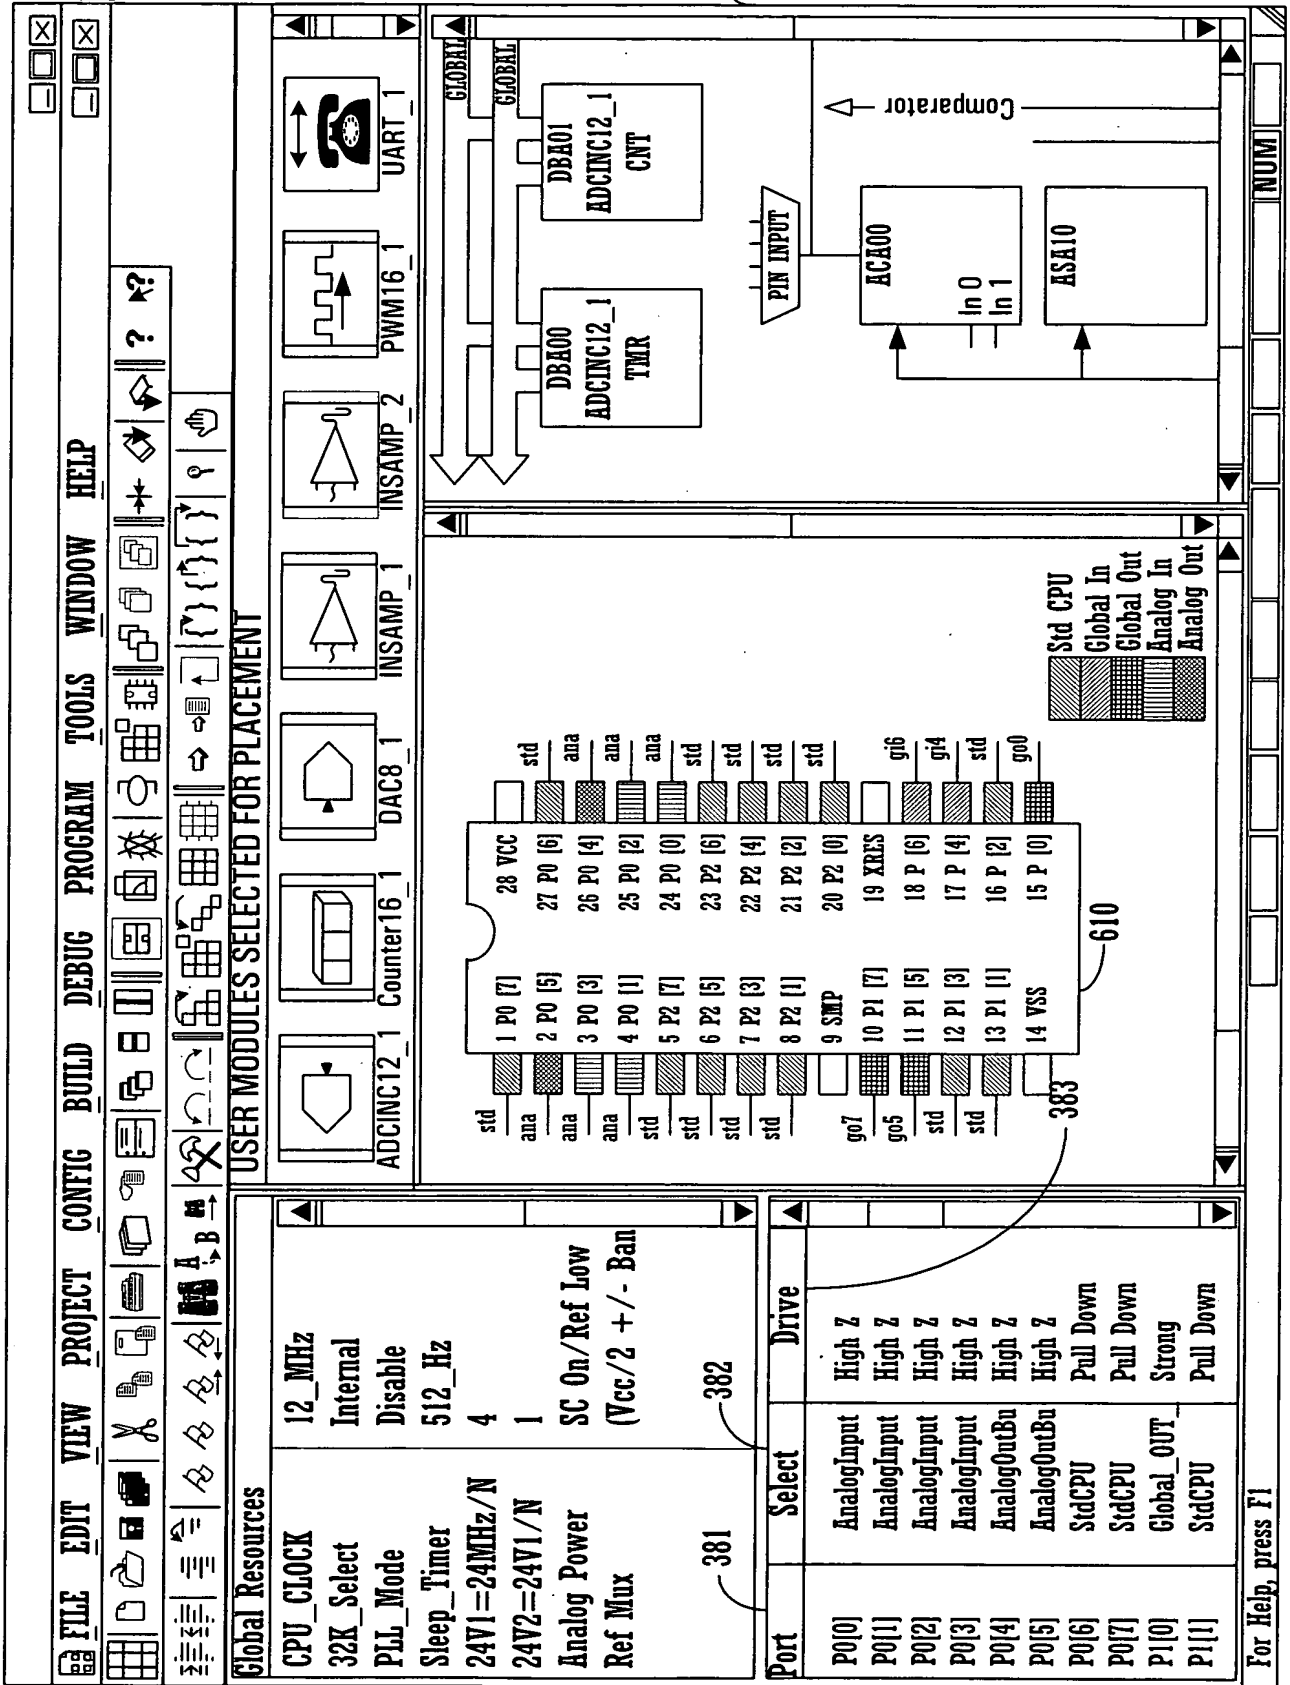 FILE EDIT VIEW PROJECT CONFIG BUILD DEBUG PROGRAM TOOLS WINDOW HELP
? ?
A B
{ } { } { }
Global Resources
CPU_CLOCK 12_MHz
32K_Select Internal
PLL_Mode Disable
Sleep_Timer 512_Hz
24V1=24MHz/N 4
24V2=24V1/N 1
Analog Power SC On/Ref Low
Ref Mux (Vcc/2 +/- Ban
381
382
383
Port Select Drive
P0[0] AnalogInput High Z
P0[1] AnalogInput High Z
P0[2] AnalogInput High Z
P0[3] AnalogInput High Z
P0[4] AnalogOutBu High Z
P0[5] AnalogOutBu High Z
P0[6] StdCPU Pull Down
P0[7] StdCPU Pull Down
P1[0] Global_OUT_ Strong
P1[1] StdCPU Pull Down
USER MODULES SELECTED FOR PLACEMENT
ADCINC12_1
Counter16_1
DAC8_1
INSAMP_1
INSAMP_2
PWM16_1
UART_1
std 1 P0 [7]
ana 2 P0 [5]
ana 3 P0 [3]
ana 4 P0 [1]
std 5 P2 [7]
std 6 P2 [5]
std 7 P2 [3]
std 8 P2 [1]
9 SMP
go7 10 P1 [7]
go5 11 P1 [5]
std 12 P1 [3]
std 13 P1 [1]
14 VSS
28 VCC
27 P0 [6] std
26 P0 [4] ana
25 P0 [2] ana
24 P0 [0] ana
23 P2 [6] std
22 P2 [4] std
21 P2 [2] std
20 P2 [0] std
19 XRES
18 P [6] gi6
17 P [4] gi4
16 P [2] std
15 P [0] go0
610
Std CPU
Global In
Global Out
Analog In
Analog Out
GLOBAL
GLOBAL
DBA00
ADCINC12_1
TMR
DBA01
ADCINC12_1
CNT
PIN INPUT
Comparator
ACA00
In 0
In 1
ASA10
For Help, press F1
NUM